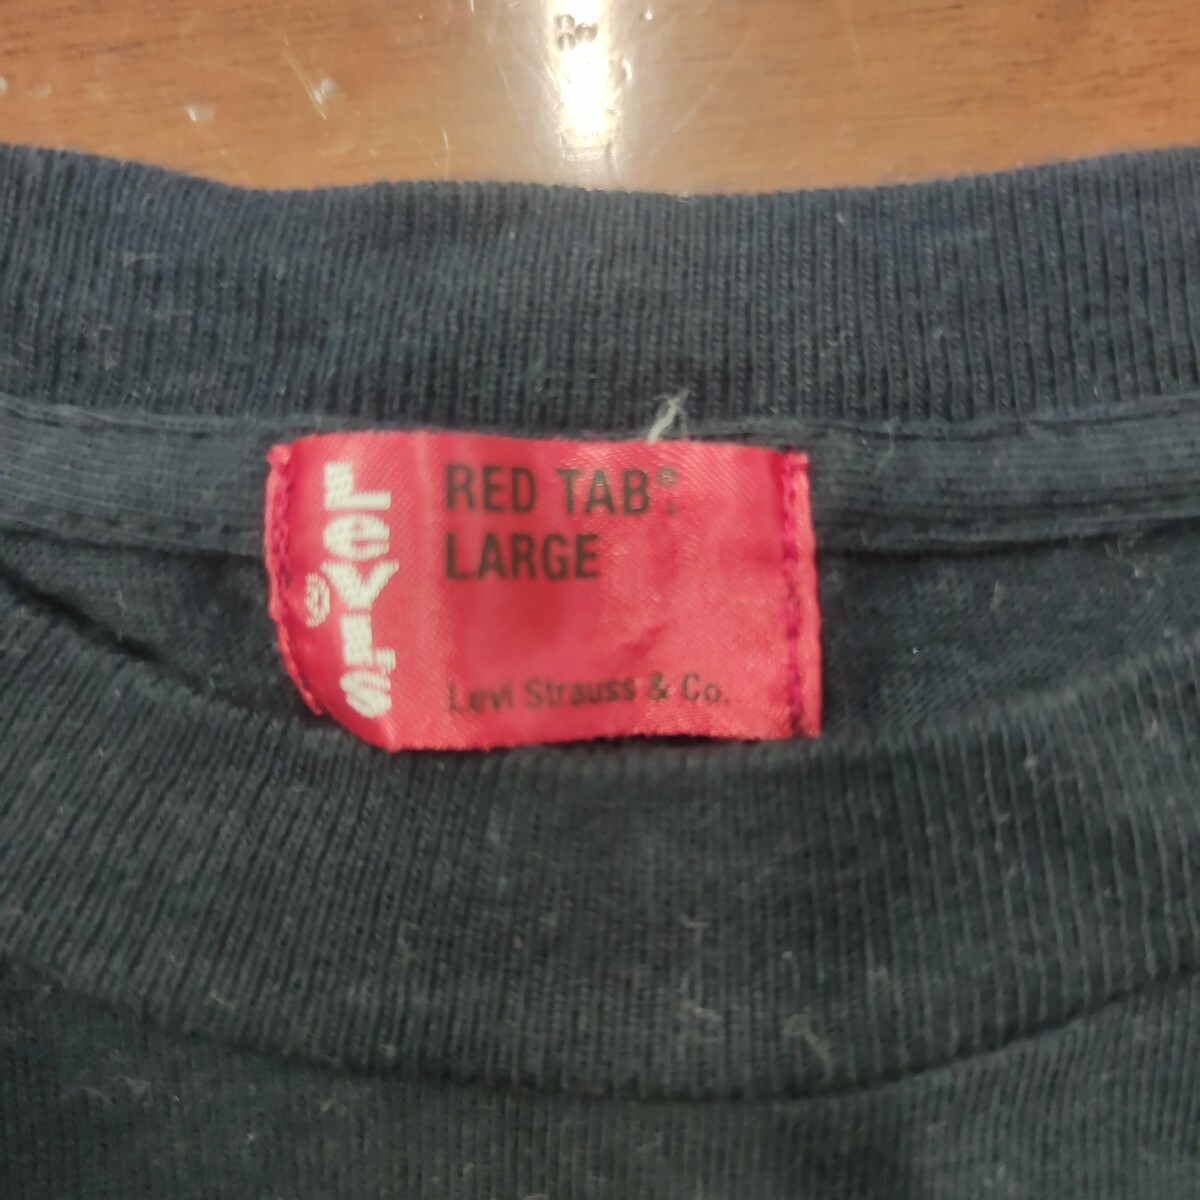 Levi's®
RED TAB®
LARGE
Levi Strauss & Co.